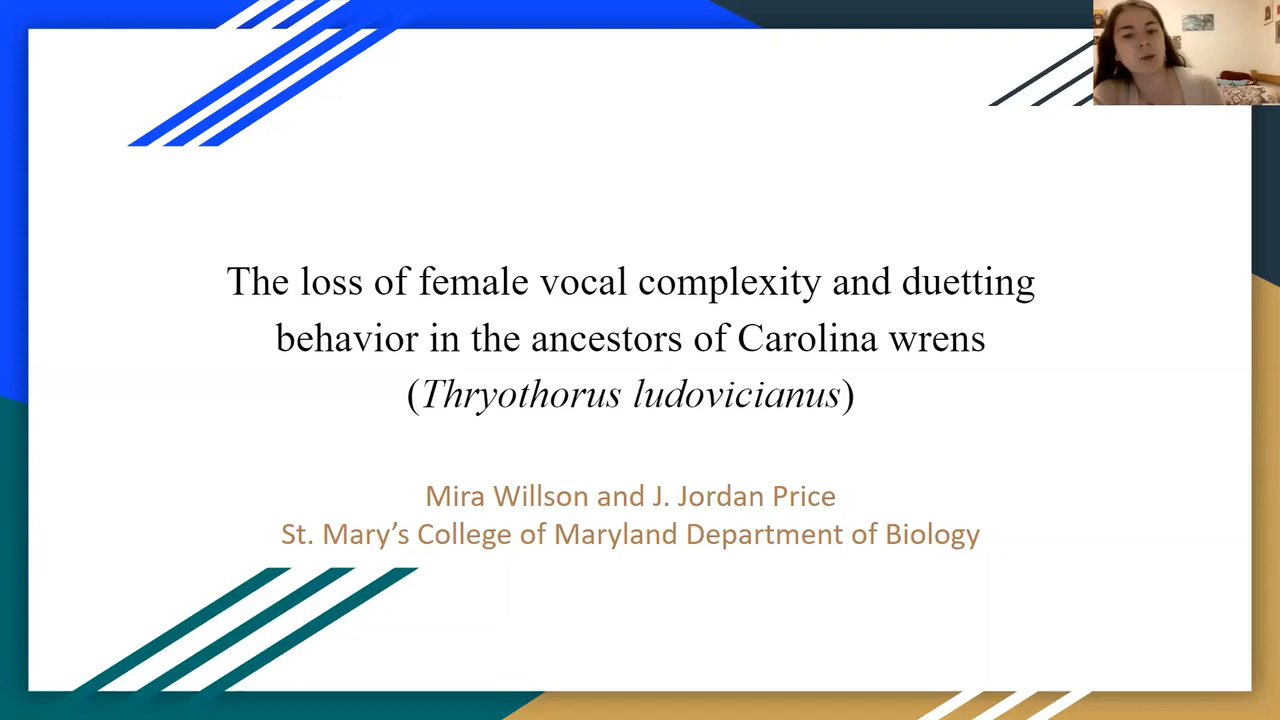 The loss of female vocal complexity and duetting
behavior in the ancestors of Carolina wrens
(Thryothorus ludovicianus)
Mira Willson and J. Jordan Price
St. Mary’s College of Maryland Department of Biology